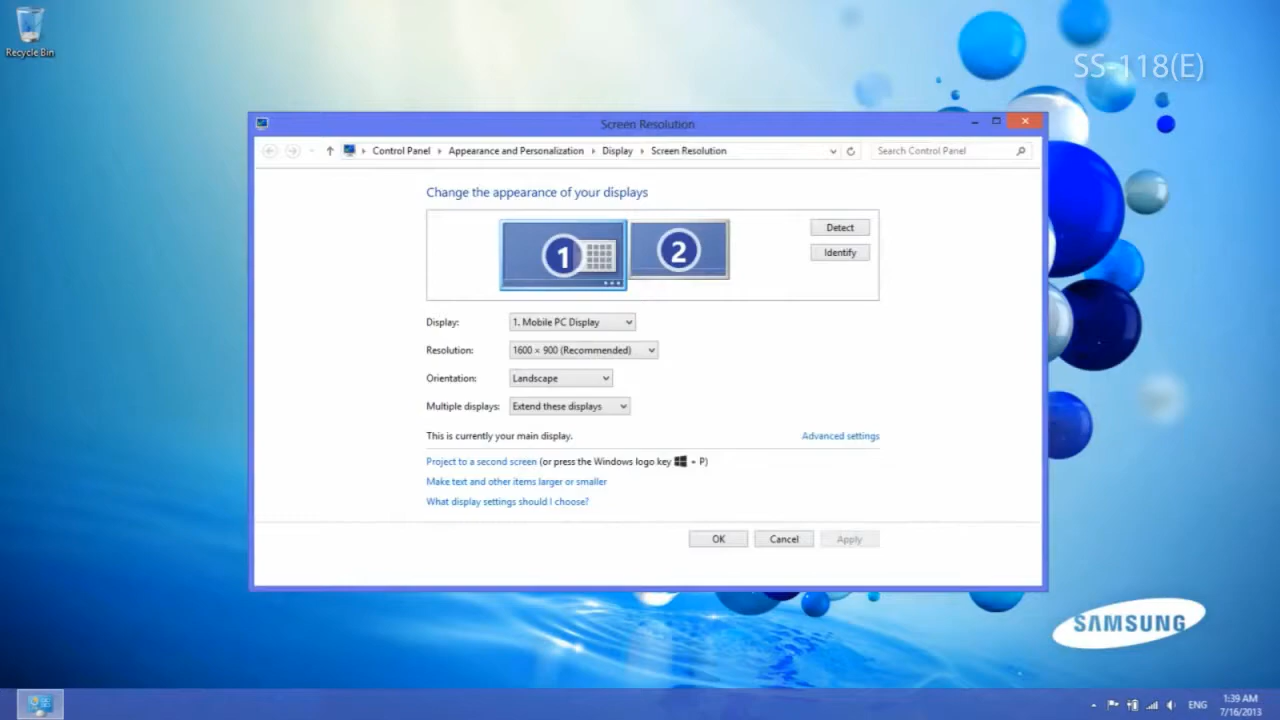 Recycle Bin
SS-118(E)
Screen Resolution
Control Panel Appearance and Personalization Display Screen Resolution
Search Control Panel
Change the appearance of your displays
1
2
Detect
Identify
Display: 1. Mobile PC Display
Resolution: 1600 × 900 (Recommended)
Orientation: Landscape
Multiple displays: Extend these displays
This is currently your main display.
Advanced settings
Project to a second screen (or press the Windows logo key + P)
Make text and other items larger or smaller
What display settings should I choose?
OK Cancel Apply
SAMSUNG
ENG
1:39 AM
7/16/2013